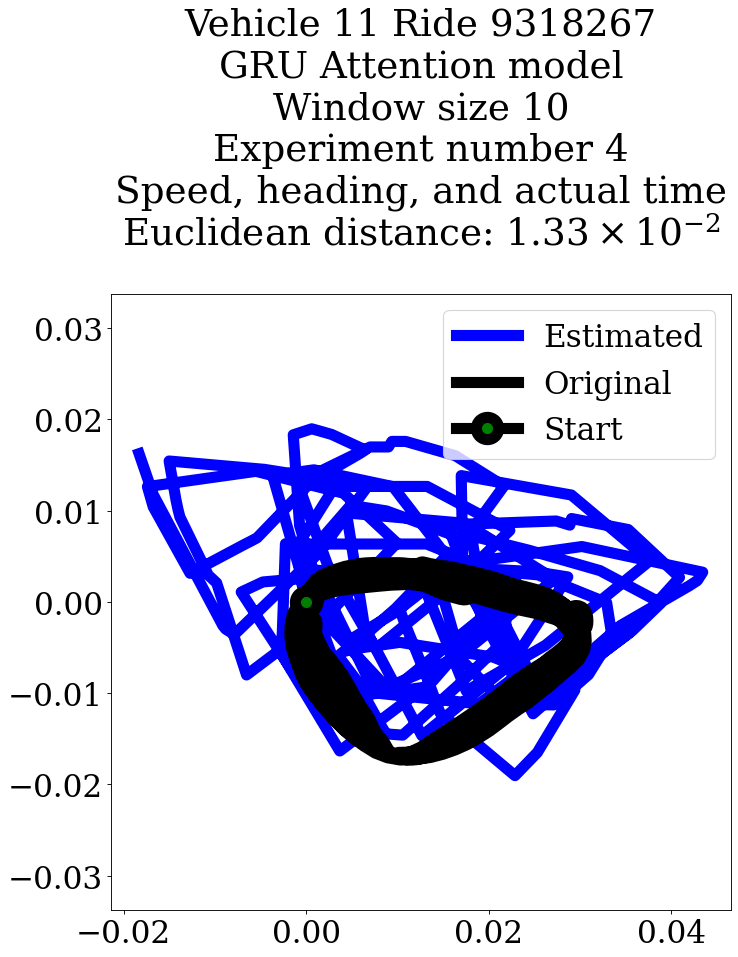 Vehicle 11 Ride 9318267
GRU Attention model
Window size 10
Experiment number 4
Speed, heading, and actual time
Euclidean distance: 1.33 × 10⁻²
Estimated
Original
Start
0.03
0.02
0.01
0.00
−0.01
−0.02
−0.03
−0.02 0.00 0.02 0.04